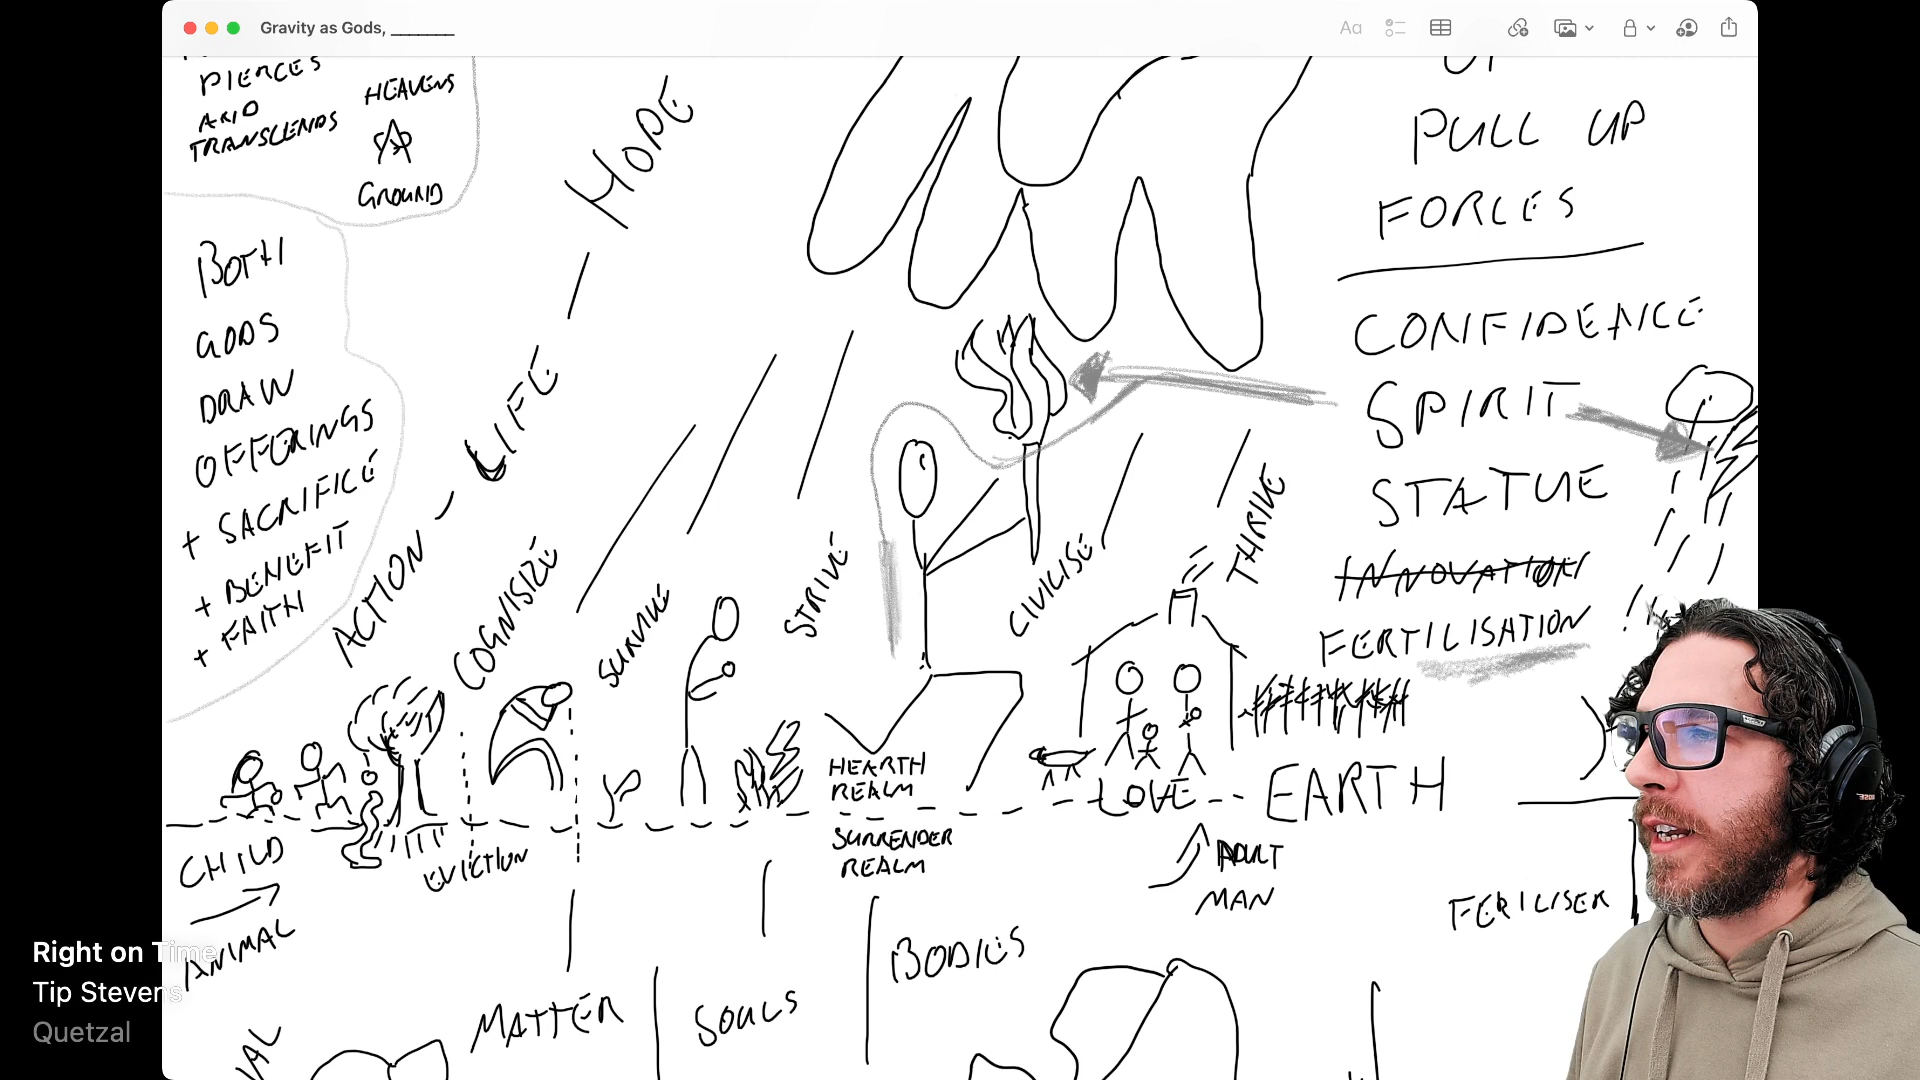 Gravity as Gods, _______
Aa
PIERCES
AND
TRANSCENDS
HEAVENS
GROUND
BOTH
GODS
DRAW
OFFERINGS
+ SACRIFICE
+ BENEFIT
+ FAITH
ACTION - LIFE - HOPE
COGNISIZE
SURVIVE
STRIVE
CIVILISE
THRIVE
PULL UP
FORCES
CONFIDENCE
SPIRIT
STATUE
INNOVATION
FERTILISATION
HEARTH
REALM
SURRENDER
REALM
LOVE
EARTH
CHILD
ANIMAL
EVICTION
ADULT
MAN
FERILISER
MATTER
SOULS
BODIES
Right on Time
Tip Stevens
Quetzal